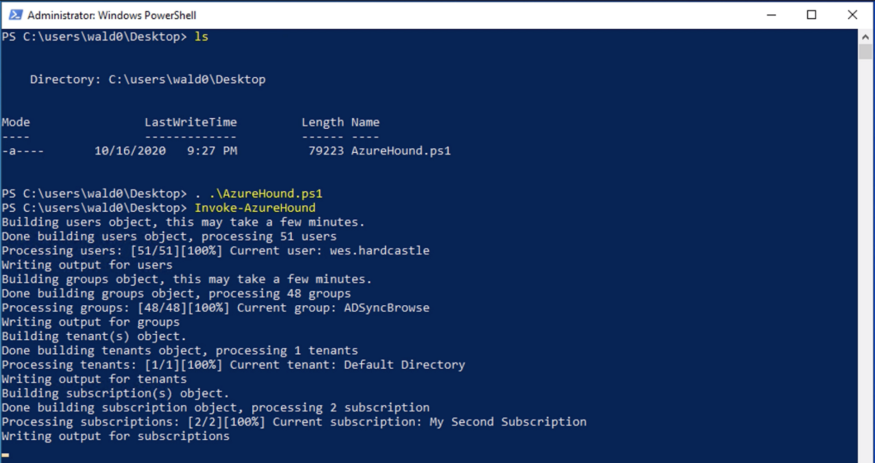 Administrator: Windows PowerShell
PS C:\users\wald0\Desktop> ls
Directory: C:\users\wald0\Desktop
Mode LastWriteTime Length Name
---- ------------- ------ ----
-a---- 10/16/2020 9:27 PM 79223 AzureHound.ps1
PS C:\users\wald0\Desktop> . .\AzureHound.ps1
PS C:\users\wald0\Desktop> Invoke-AzureHound
Building users object, this may take a few minutes.
Done building users object, processing 51 users
Processing users: [51/51][100%] Current user: wes.hardcastle
Writing output for users
Building groups object, this may take a few minutes.
Done building groups object, processing 48 groups
Processing groups: [48/48][100%] Current group: ADSyncBrowse
Writing output for groups
Building tenant(s) object.
Done building tenants object, processing 1 tenants
Processing tenants: [1/1][100%] Current tenant: Default Directory
Writing output for tenants
Building subscription(s) object.
Done building subscription object, processing 2 subscription
Processing subscriptions: [2/2][100%] Current subscription: My Second Subscription
Writing output for subscriptions